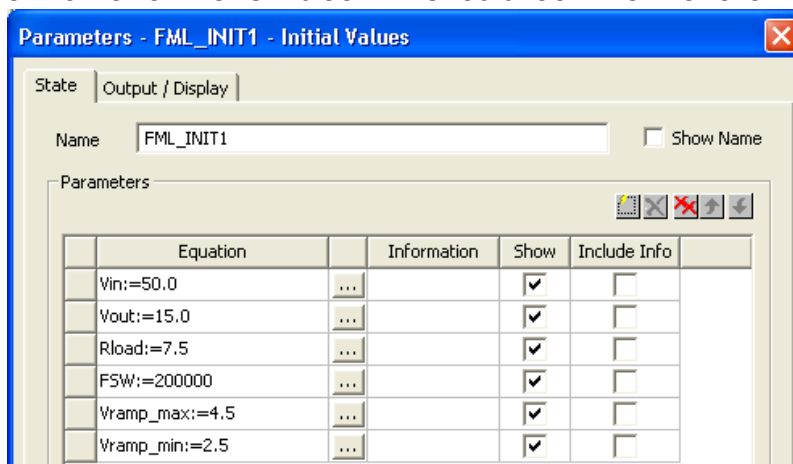 Parameters - FML_INIT1 - Initial Values
State Output / Display
Name FML_INIT1 Show Name
Parameters
Equation Information Show Include Info
Vin:=50.0 ...
Vout:=15.0 ...
Rload:=7.5 ...
FSW:=200000 ...
Vramp_max:=4.5 ...
Vramp_min:=2.5 ...